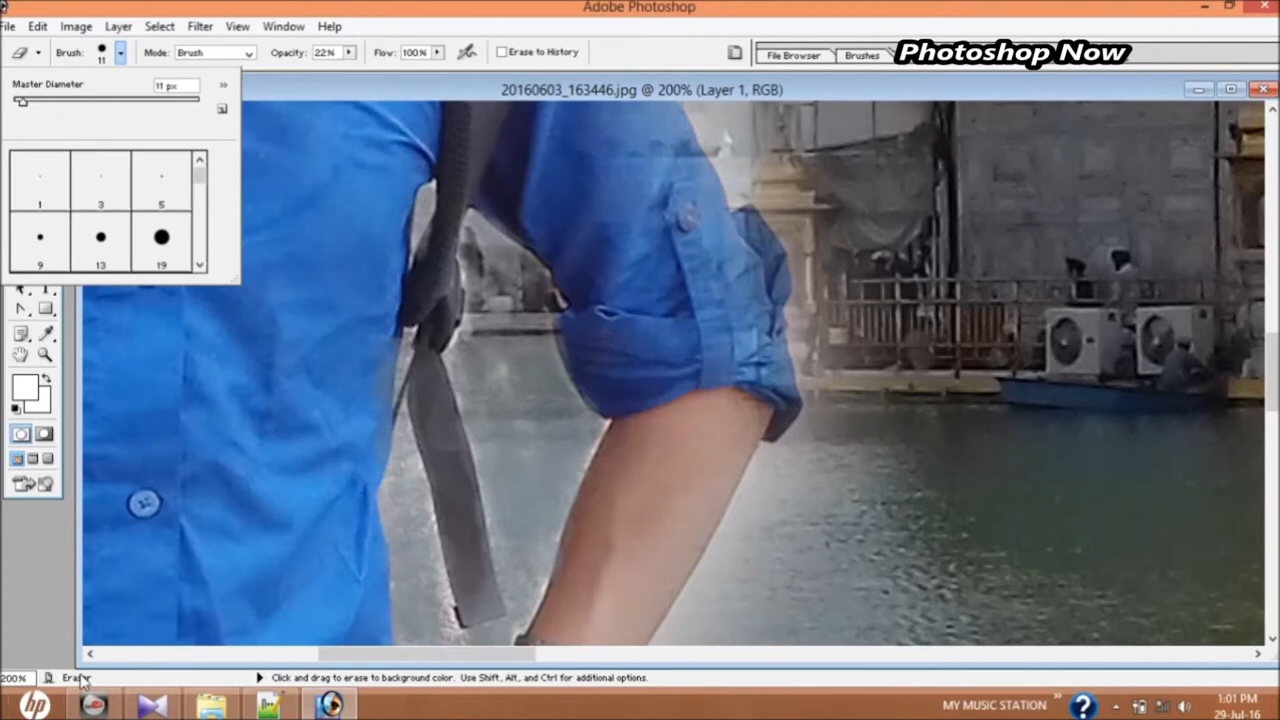 Adobe Photoshop
File Edit Image Layer Select Filter View Window Help
Brush: 11 Mode: Brush Opacity: 22% Flow: 100% Erase to History File Browser Brushes Photoshop Now
Master Diameter 11 px
20160603_163446.jpg @ 200% (Layer 1, RGB)
1 3 5
9 13 19
200% Eraser Click and drag to erase to background color. Use Shift, Alt, and Ctrl for additional options.
hp MY MUSIC STATION 1:01 PM
29-Jul-16